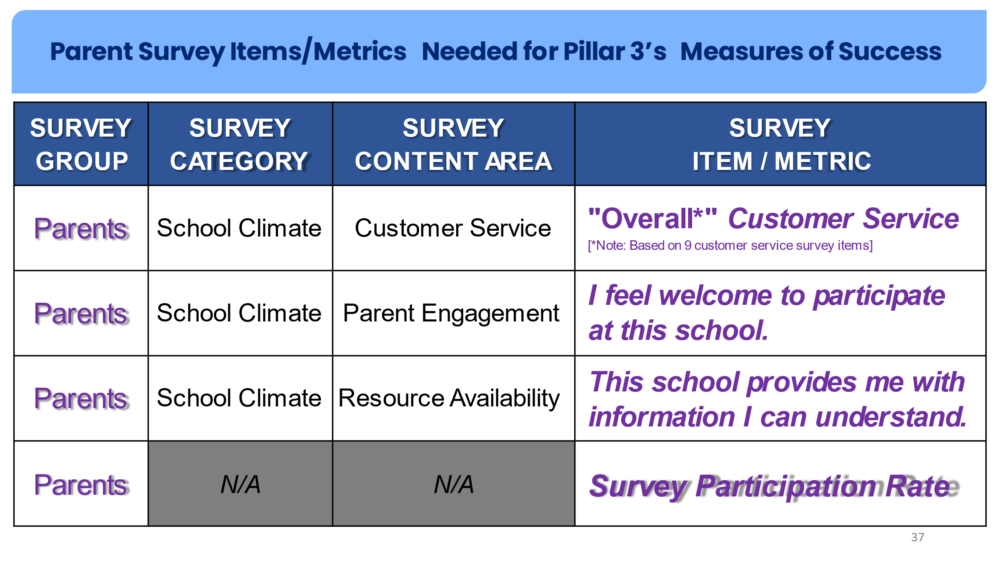 Parent Survey Items/Metrics Needed for Pillar 3’s Measures of Success
SURVEY
GROUP
SURVEY
CATEGORY
SURVEY
CONTENT AREA
SURVEY
ITEM / METRIC
Parents
School Climate
Customer Service
"Overall*" Customer Service
[*Note: Based on 9 customer service survey items]
Parents
School Climate
Parent Engagement
I feel welcome to participate
at this school.
Parents
School Climate
Resource Availability
This school provides me with
information I can understand.
Parents
N/A
N/A
Survey Participation Rate
37